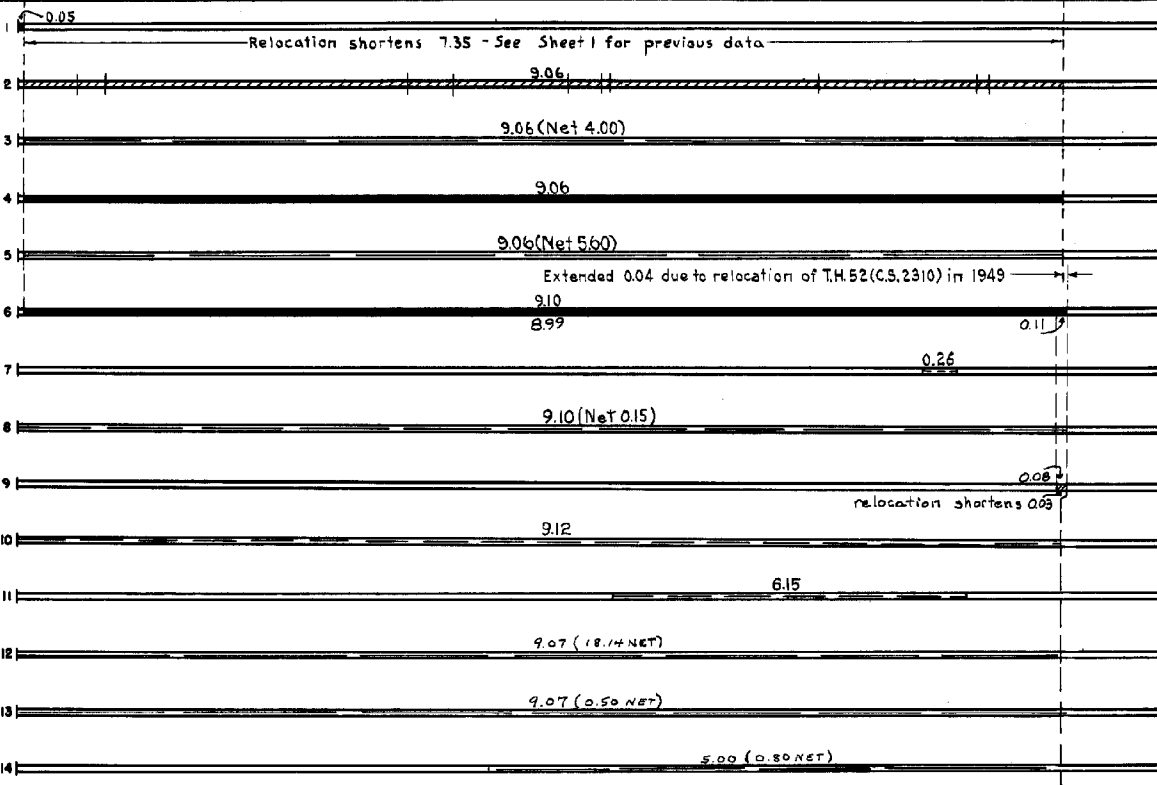 0.05
1
Relocation shortens 7.35 - See Sheet 1 for previous data
9.06
2
9.06 (Net 4.00)
3
9.06
4
9.06 (Net 5.60)
5
Extended 0.04 due to relocation of T.H. 52 (C.S. 2310) in 1949
9.10
6
8.99 0.11
0.26
7
9.10 (Net 0.15)
8
0.08
9
relocation shortens 0.03
9.12
10
6.15
11
9.07 (18.14 NET)
12
9.07 (0.50 NET)
13
5.00 (0.80 NET)
14